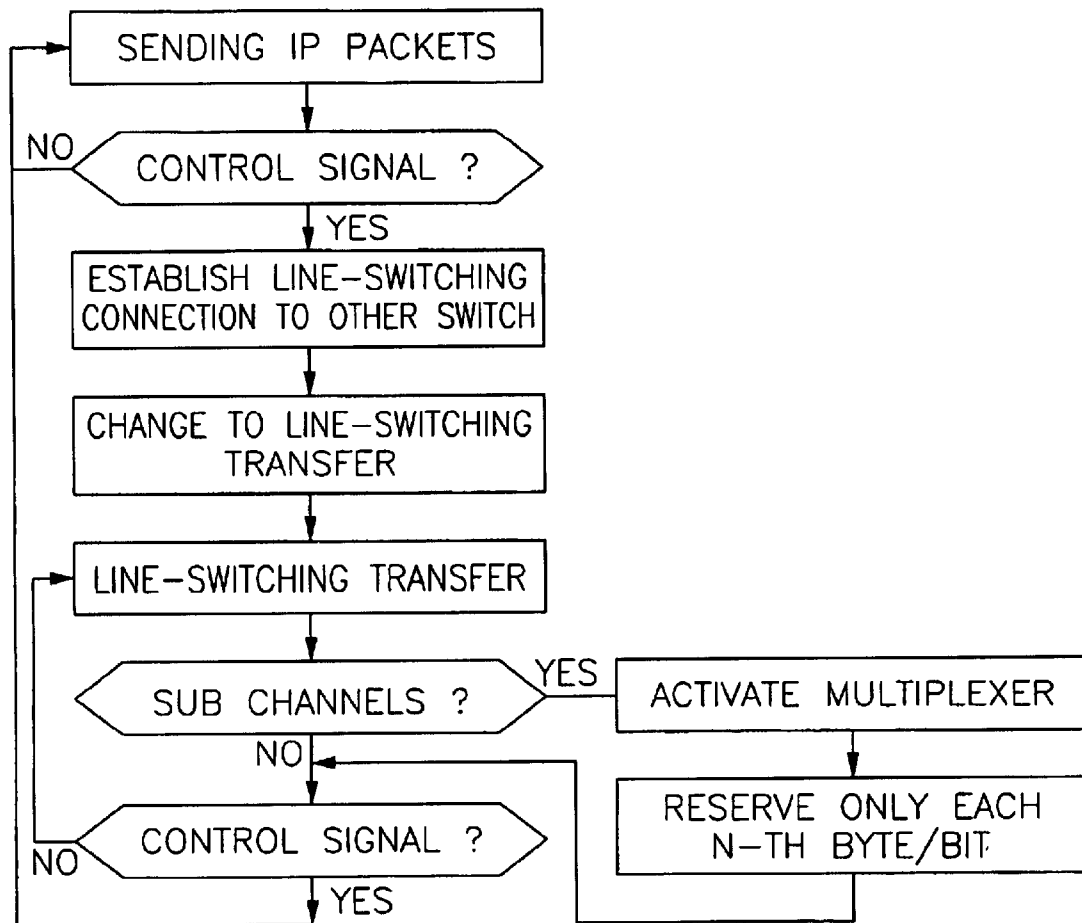 SENDING IP PACKETS
NO
CONTROL SIGNAL ?
YES
ESTABLISH LINE-SWITCHING
CONNECTION TO OTHER SWITCH
CHANGE TO LINE-SWITCHING
TRANSFER
LINE-SWITCHING TRANSFER
SUB CHANNELS ?
YES
ACTIVATE MULTIPLEXER
NO
RESERVE ONLY EACH
N-TH BYTE/BIT
CONTROL SIGNAL ?
NO
YES